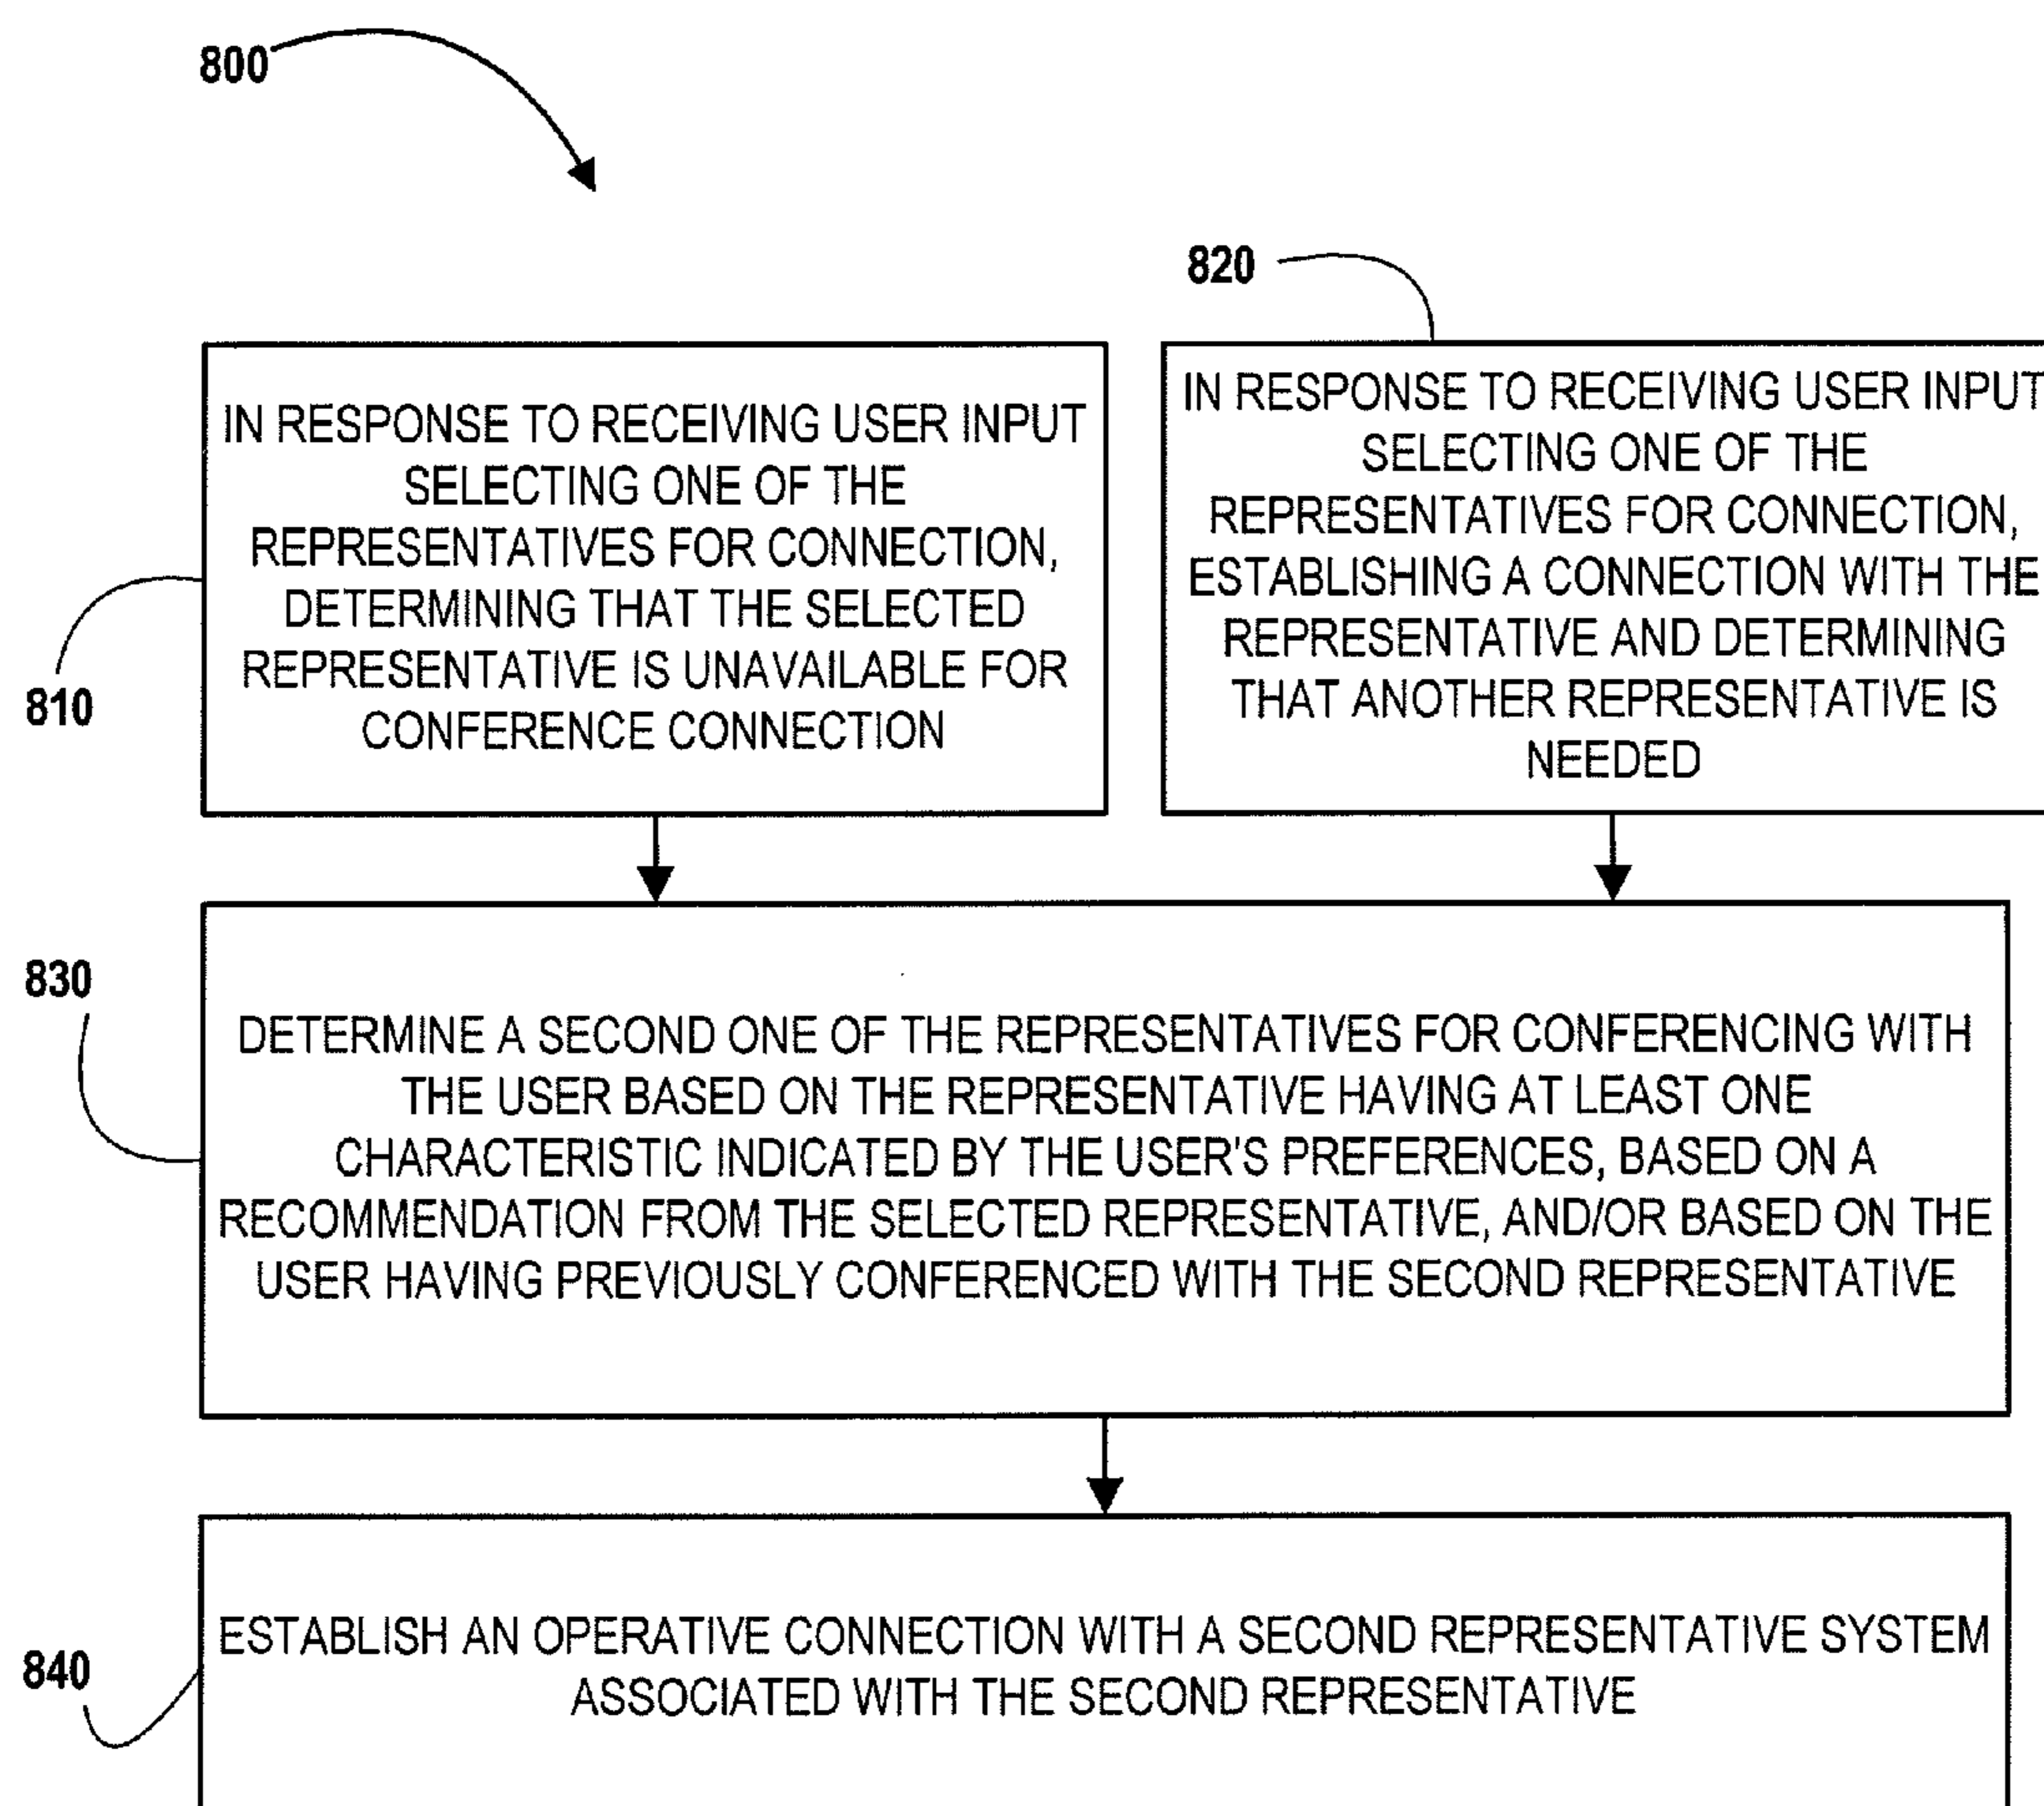 800
820
IN RESPONSE TO RECEIVING USER INPUT
SELECTING ONE OF THE
REPRESENTATIVES FOR CONNECTION,
DETERMINING THAT THE SELECTED
REPRESENTATIVE IS UNAVAILABLE FOR
CONFERENCE CONNECTION
810
IN RESPONSE TO RECEIVING USER INPUT
SELECTING ONE OF THE
REPRESENTATIVES FOR CONNECTION,
ESTABLISHING A CONNECTION WITH THE
REPRESENTATIVE AND DETERMINING
THAT ANOTHER REPRESENTATIVE IS
NEEDED
830
DETERMINE A SECOND ONE OF THE REPRESENTATIVES FOR CONFERENCING WITH
THE USER BASED ON THE REPRESENTATIVE HAVING AT LEAST ONE
CHARACTERISTIC INDICATED BY THE USER'S PREFERENCES, BASED ON A
RECOMMENDATION FROM THE SELECTED REPRESENTATIVE, AND/OR BASED ON THE
USER HAVING PREVIOUSLY CONFERENCED WITH THE SECOND REPRESENTATIVE
840
ESTABLISH AN OPERATIVE CONNECTION WITH A SECOND REPRESENTATIVE SYSTEM
ASSOCIATED WITH THE SECOND REPRESENTATIVE